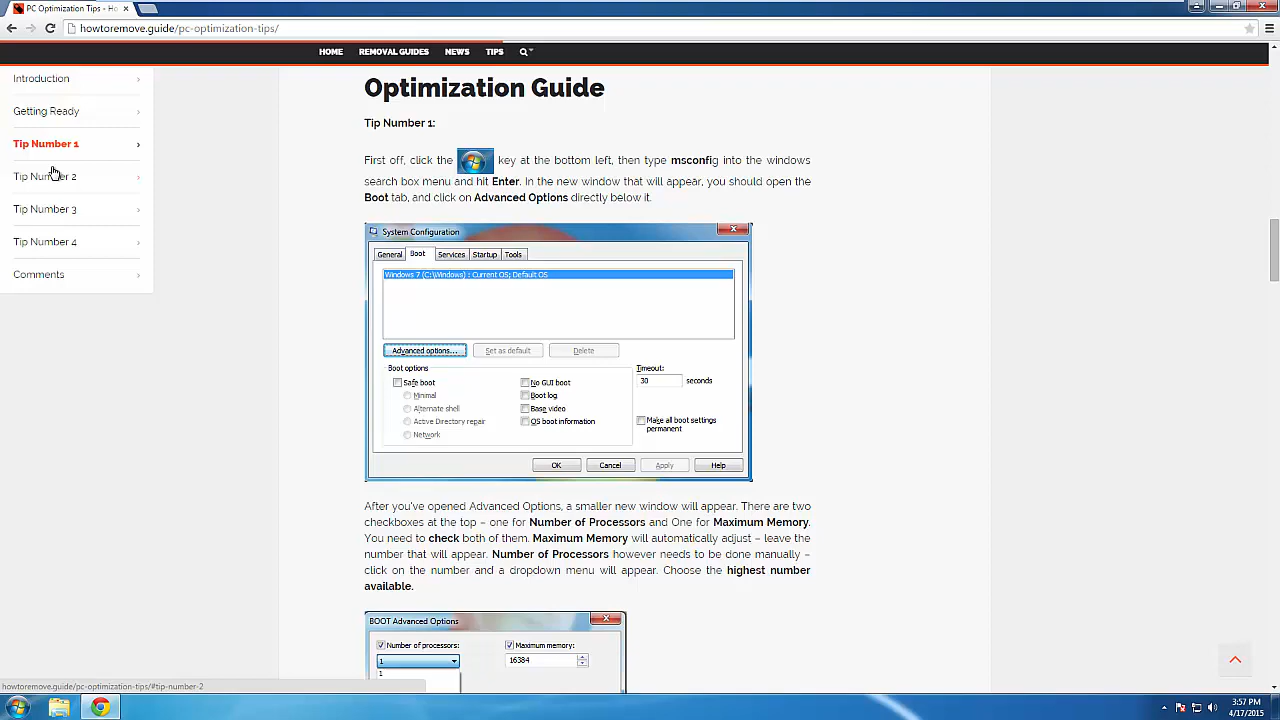 PC Optimization Tips - Ho
howtoremove.guide/pc-optimization-tips/
HOME REMOVAL GUIDES NEWS TIPS
Introduction
Getting Ready
Tip Number 1
Tip Number 2
Tip Number 3
Tip Number 4
Comments
Optimization Guide
Tip Number 1:
First off, click the key at the bottom left, then type msconfig into the windows
search box menu and hit Enter. In the new window that will appear, you should open the
Boot tab, and click on Advanced Options directly below it.
System Configuration
General Boot Services Startup Tools
Windows 7 (C:\Windows) : Current OS; Default OS
Advanced options... Set as default Delete
Boot options
Timeout:
Safe boot No GUI boot 30 seconds
Minimal Boot log
Alternate shell Base video
Active Directory repair OS boot information Make all boot settings
permanent
Network
OK Cancel Apply Help
After you've opened Advanced Options, a smaller new window will appear. There are two
checkboxes at the top – one for Number of Processors and One for Maximum Memory.
You need to check both of them. Maximum Memory will automatically adjust – leave the
number that will appear. Number of Processors however needs to be done manually –
click on the number and a dropdown menu will appear. Choose the highest number
available.
BOOT Advanced Options
Number of processors: Maximum memory:
1 16384
1
howtoremove.guide/pc-optimization-tips/#tip-number-2
3:57 PM
4/17/2015